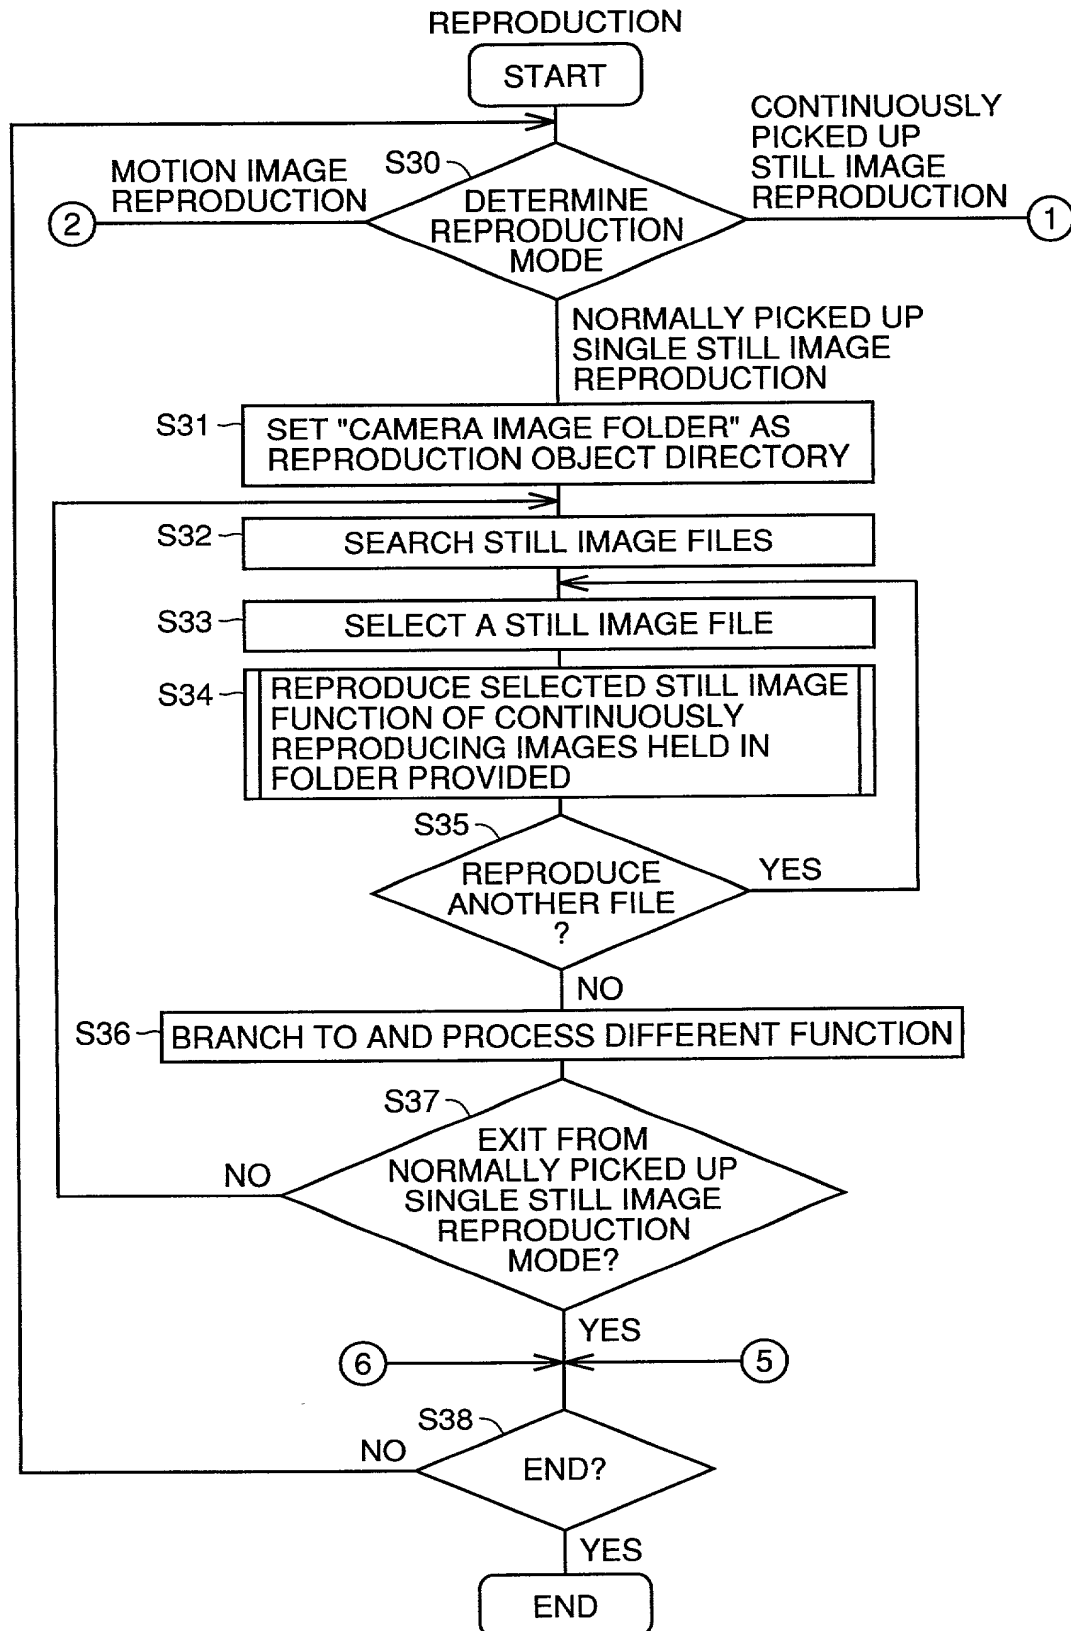 REPRODUCTION
START
CONTINUOUSLY
PICKED UP
STILL IMAGE
REPRODUCTION
MOTION IMAGE
REPRODUCTION
S30
DETERMINE
REPRODUCTION
MODE
2
1
NORMALLY PICKED UP
SINGLE STILL IMAGE
REPRODUCTION
S31
SET "CAMERA IMAGE FOLDER" AS
REPRODUCTION OBJECT DIRECTORY
S32
SEARCH STILL IMAGE FILES
S33
SELECT A STILL IMAGE FILE
S34
REPRODUCE SELECTED STILL IMAGE
FUNCTION OF CONTINUOUSLY
REPRODUCING IMAGES HELD IN
FOLDER PROVIDED
S35
REPRODUCE
ANOTHER FILE
?
YES
NO
S36
BRANCH TO AND PROCESS DIFFERENT FUNCTION
S37
EXIT FROM
NORMALLY PICKED UP
SINGLE STILL IMAGE
REPRODUCTION
MODE?
NO
YES
6
5
S38
END?
NO
YES
END